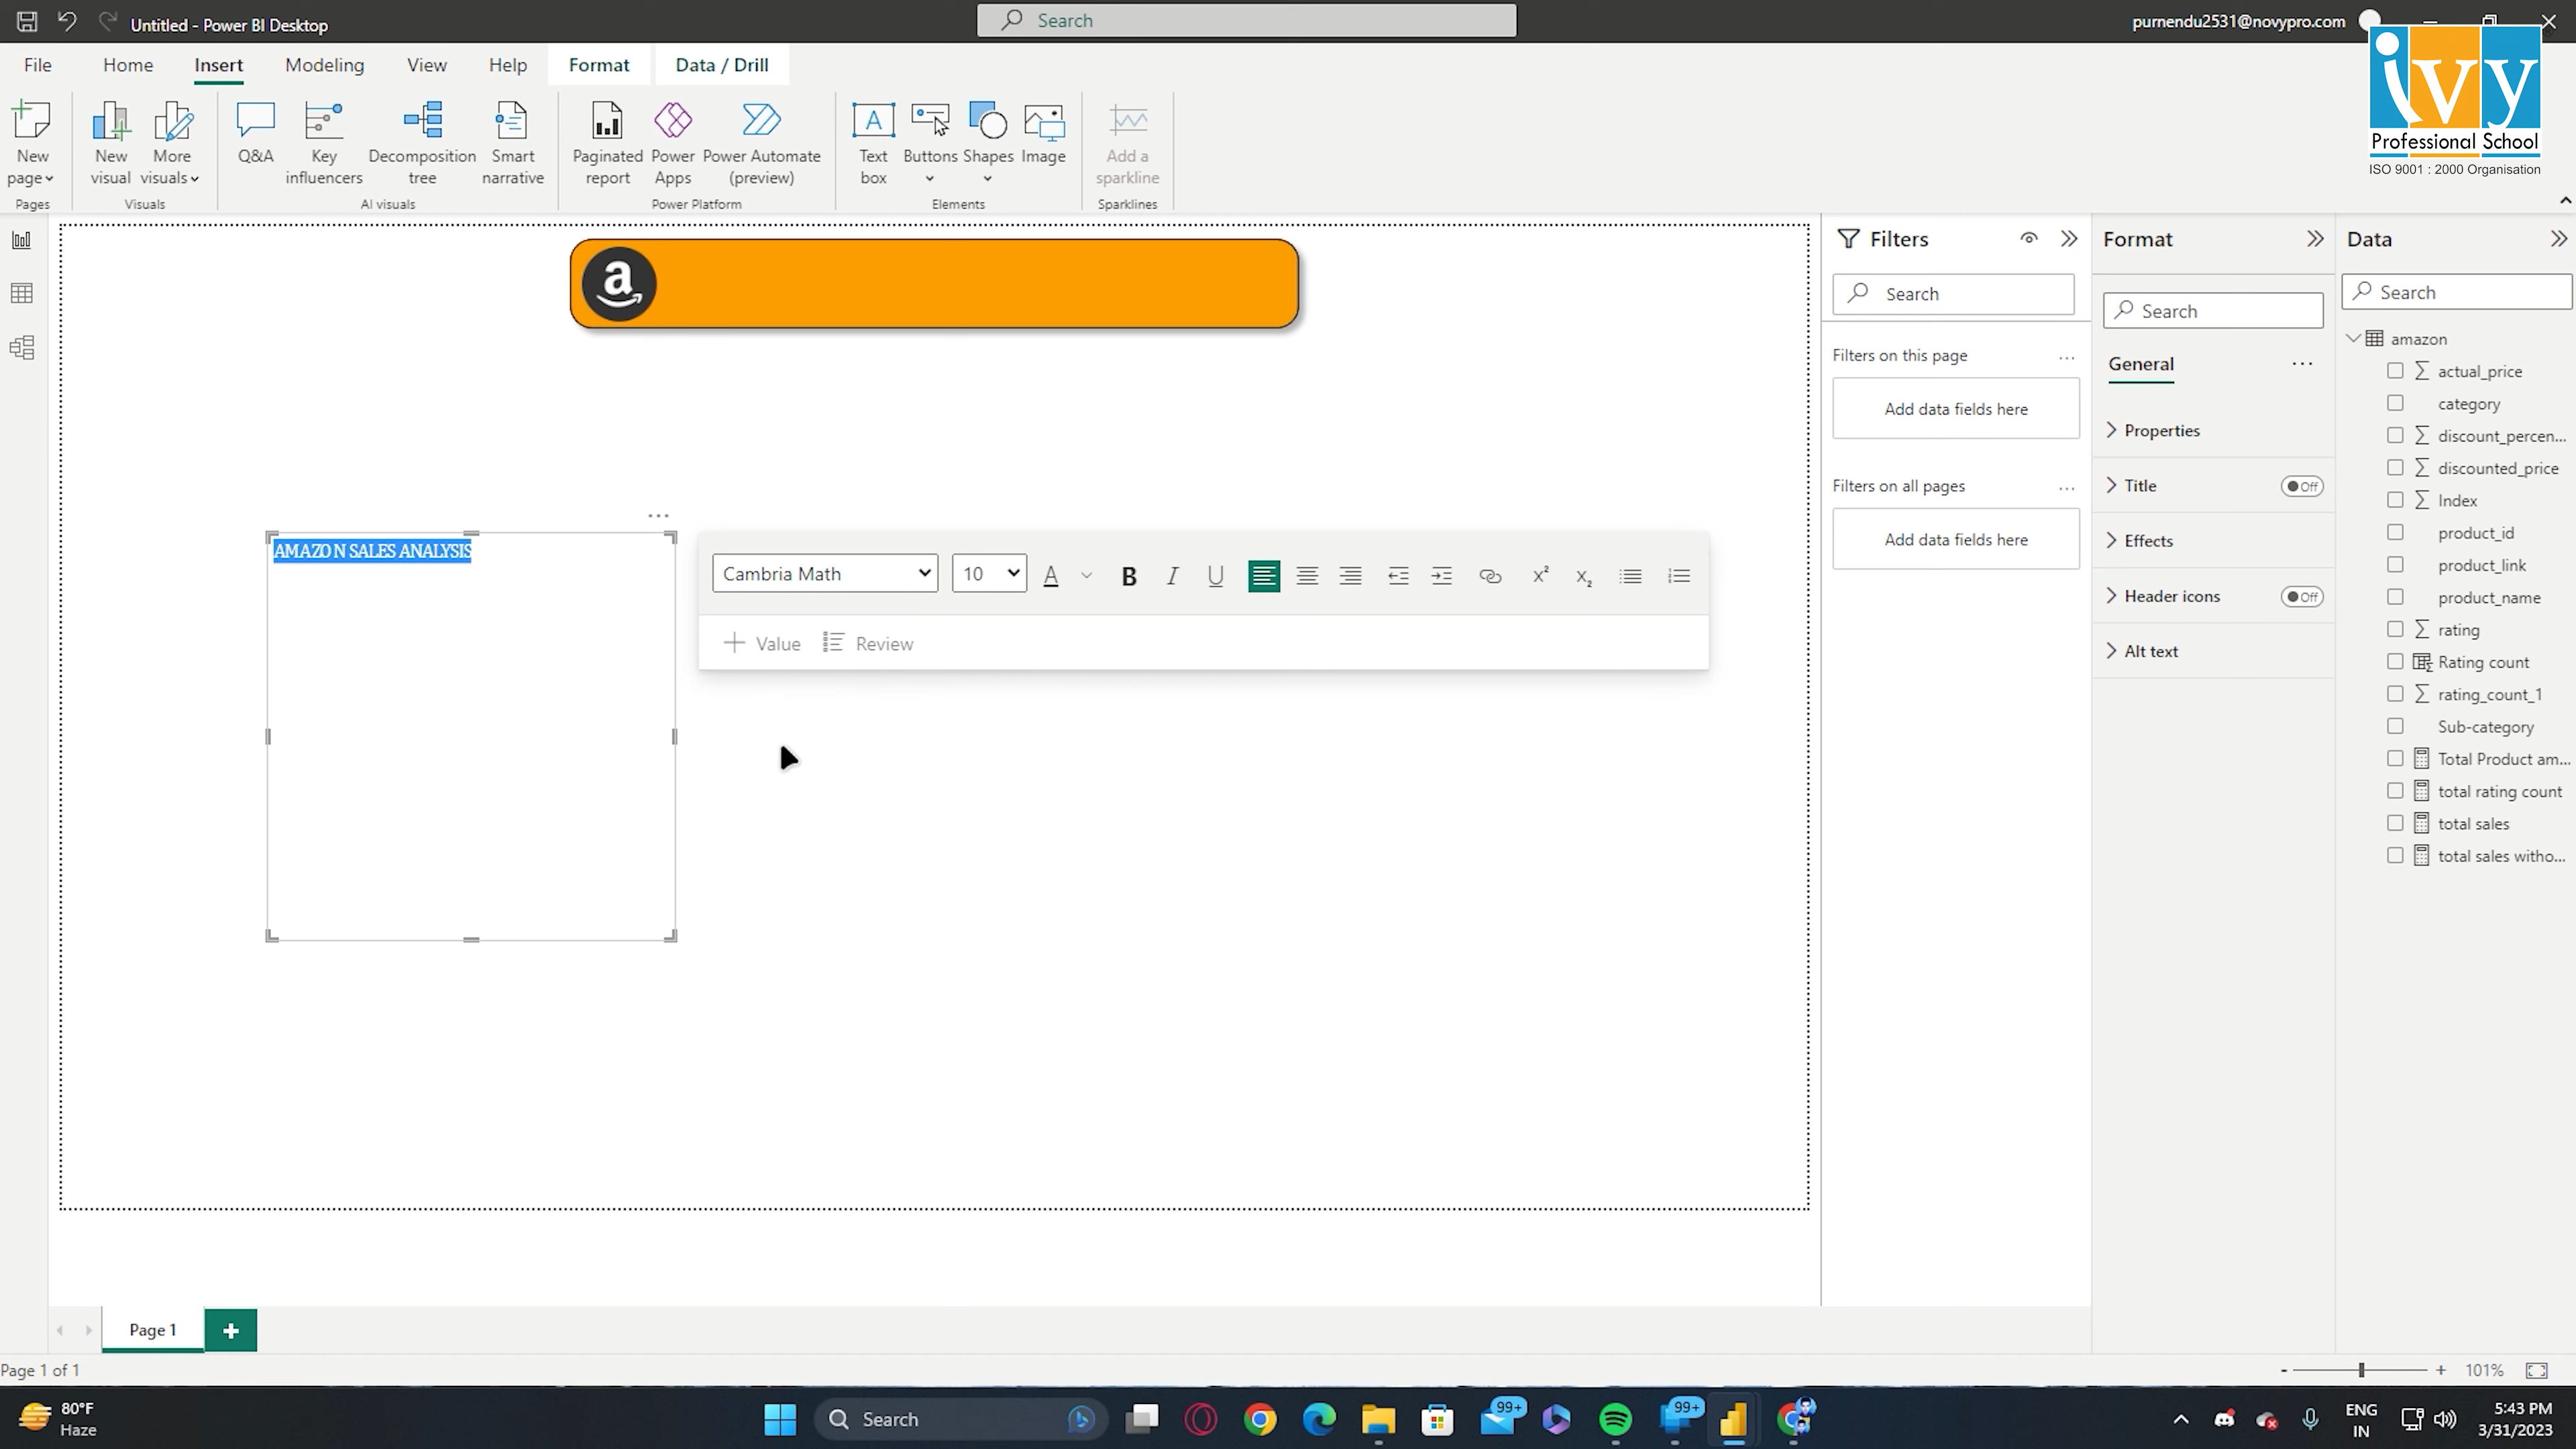 Untitled - Power BI Desktop
Search
purnendu2531@novypro.com
File Home Insert Modeling View Help Format Data / Drill
ivy
Professional School
ISO 9001 : 2000 Organisation
New page
New visual
More visuals
Q&A
Key influencers
Decomposition tree
Smart narrative
Paginated report
Power Apps
Power Automate (preview)
Text box
Buttons
Shapes
Image
Add a sparkline
Pages Visuals AI visuals Power Platform Elements Sparklines
a
AMAZON SALES ANALYSIS
Cambria Math 10 A B I U x² x₂
Value Review
Filters
Search
Filters on this page ...
Add data fields here
Filters on all pages ...
Add data fields here
Format
Search
General ...
Properties
Title Off
Effects
Header icons Off
Alt text
Data
Search
amazon
actual_price
category
discount_percen...
discounted_price
Index
product_id
product_link
product_name
rating
Rating count
rating_count_1
Sub-category
Total Product am...
total rating count
total sales
total sales witho...
Page 1
Page 1 of 1
- + 101%
80°F
Haze
Search
99+
99+
ENG
IN
5:43 PM
3/31/2023